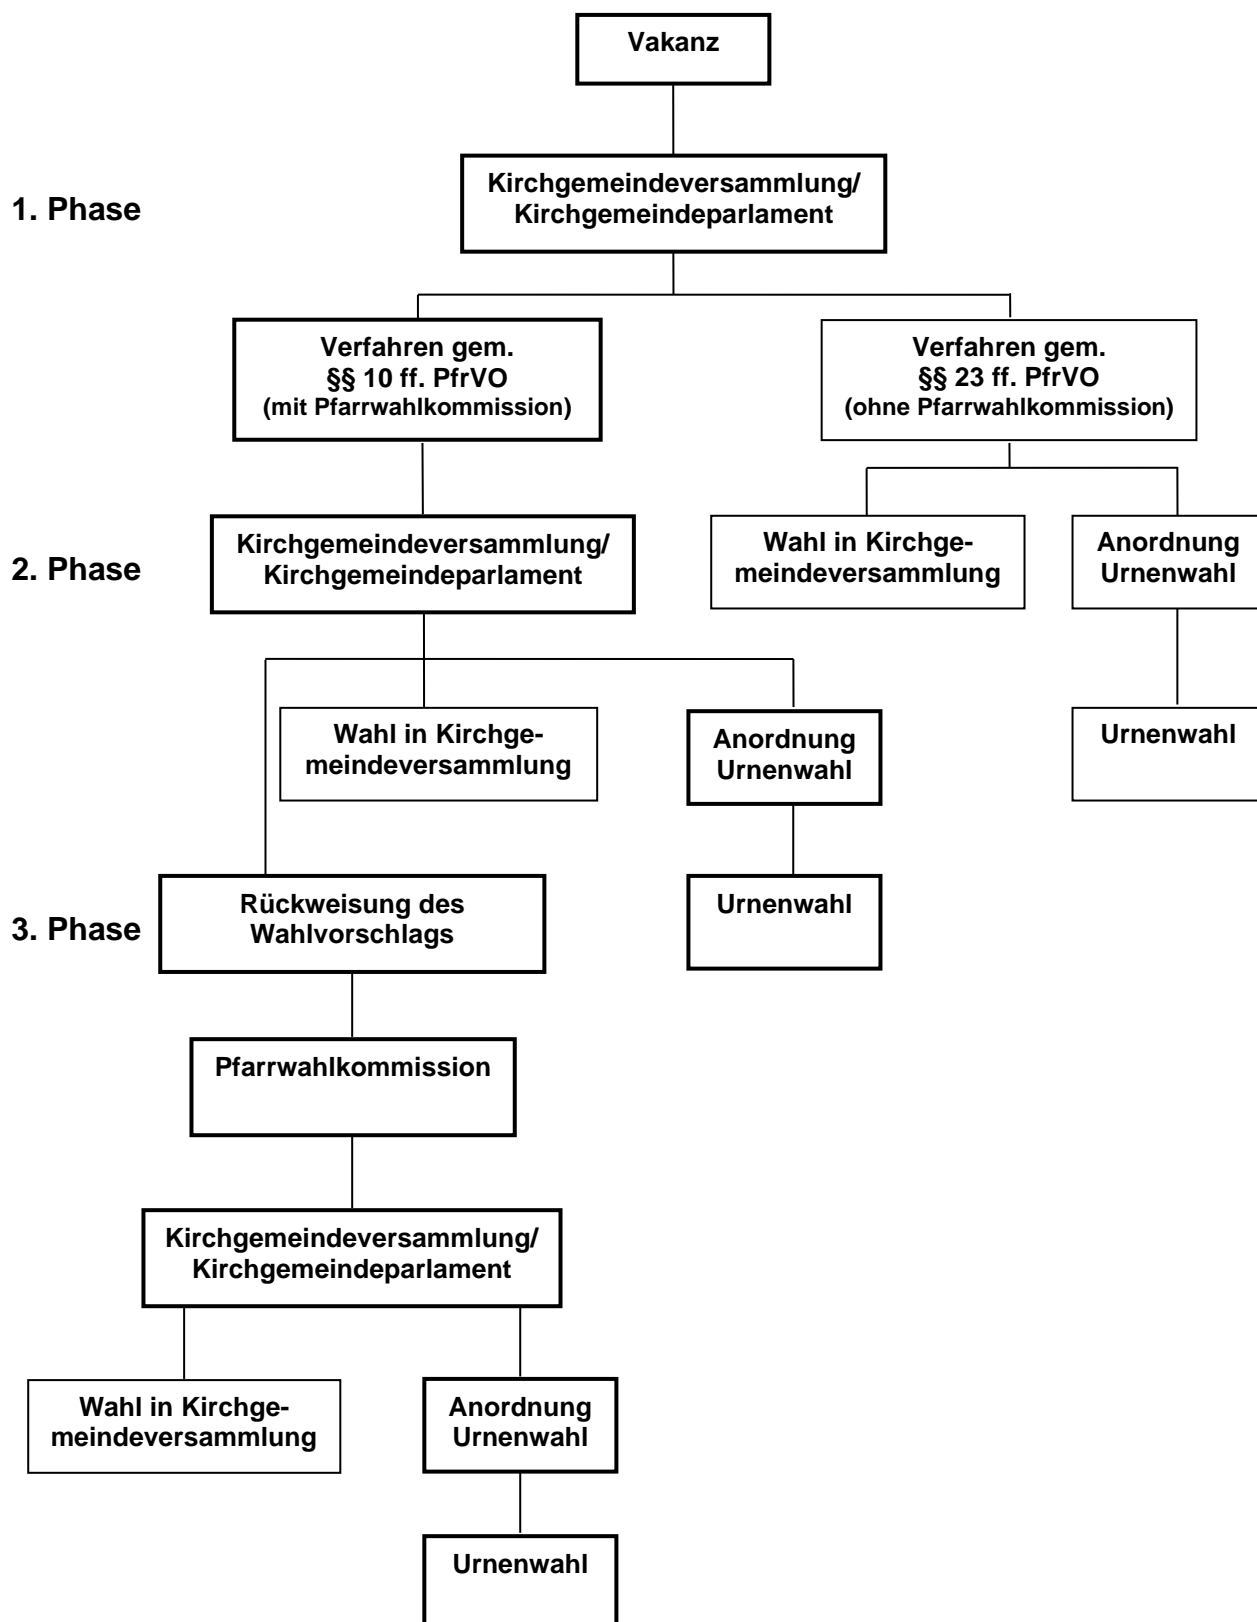 Vakanz
1. Phase
Kirchgemeindeversammlung/
Kirchgemeindeparlament
Verfahren gem.
§§ 10 ff. PfrVO
(mit Pfarrwahlkommission)
Verfahren gem.
§§ 23 ff. PfrVO
(ohne Pfarrwahlkommission)
2. Phase
Kirchgemeindeversammlung/
Kirchgemeindeparlament
Wahl in Kirchge-
meindeversammlung
Anordnung
Urnenwahl
Wahl in Kirchge-
meindeversammlung
Anordnung
Urnenwahl
Urnenwahl
3. Phase
Rückweisung des
Wahlvorschlags
Urnenwahl
Pfarrwahlkommission
Kirchgemeindeversammlung/
Kirchgemeindeparlament
Wahl in Kirchge-
meindeversammlung
Anordnung
Urnenwahl
Urnenwahl